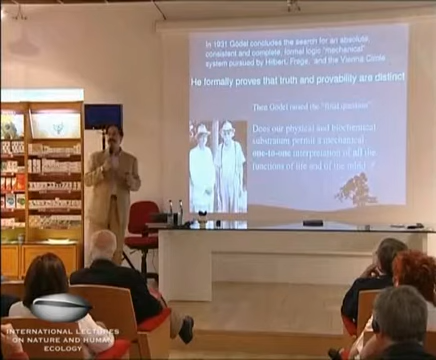 In 1931 Gödel concludes the search for an absolute,
consistent and complete, formal logic "mechanical"
system pursued by Hilbert, Frege, and the Vienna Circle
He formally proves that truth and provability are distinct
Then Gödel raised the "final question"
Does our physical and biochemical
substratum permit a mechanical
one-to-one interpretation of all the
functions of life and of the mind ?
INTERNATIONAL LECTURES
ON NATURE AND HUMAN
ECOLOGY